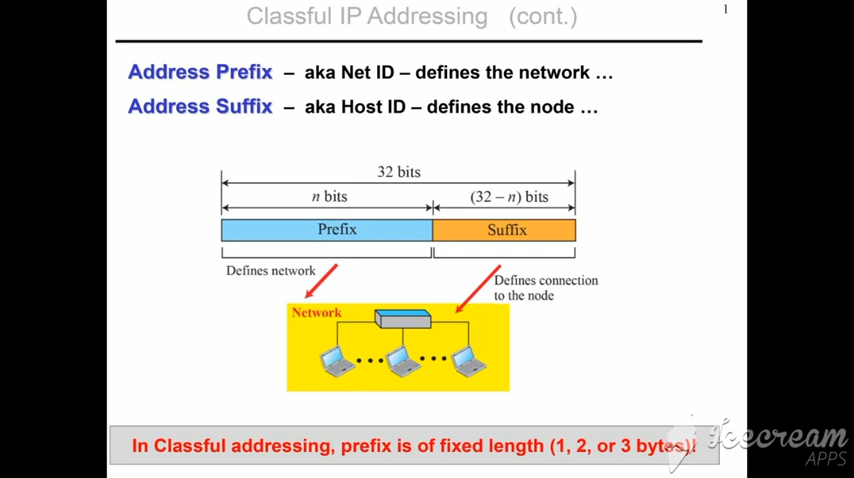 Classful IP Addressing (cont.)
1
Address Prefix – aka Net ID – defines the network …
Address Suffix – aka Host ID – defines the node …
32 bits
n bits
(32 – n) bits
Prefix
Suffix
Defines network
Defines connection
to the node
Network
In Classful addressing, prefix is of fixed length (1, 2, or 3 bytes)!
Icecream
APPS